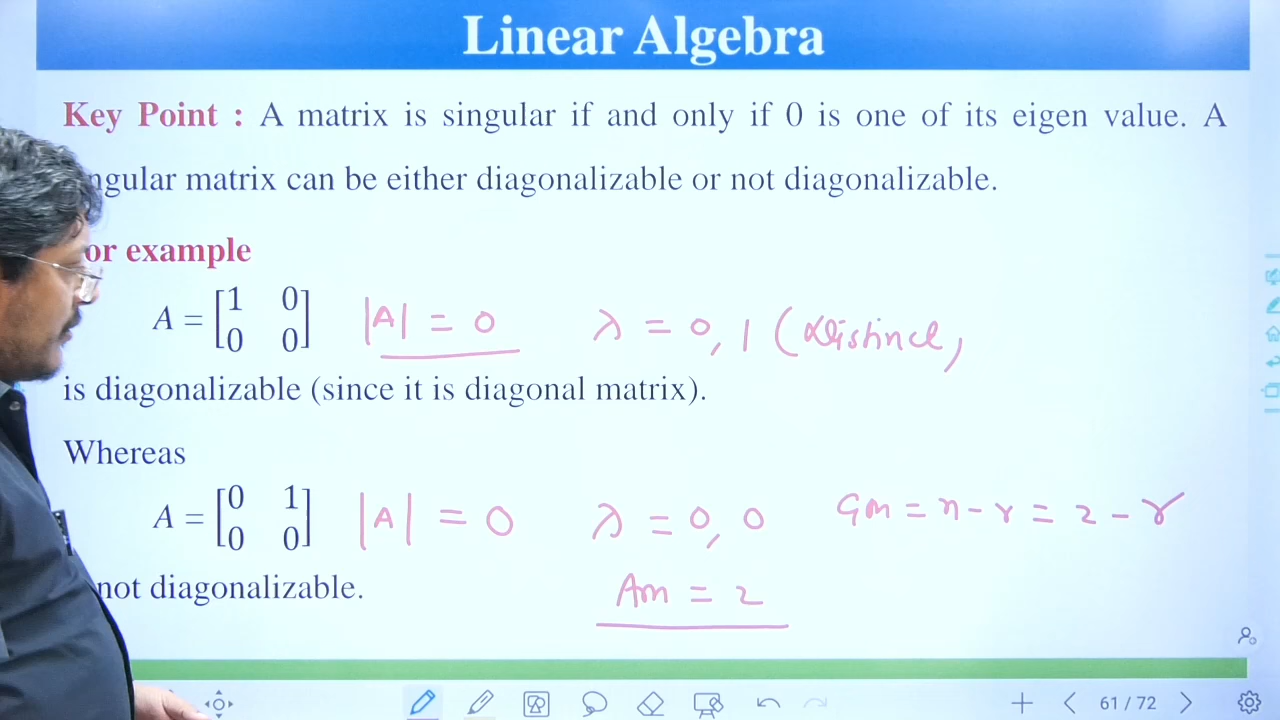 Linear Algebra
Key Point : A matrix is singular if and only if 0 is one of its eigen value. A
ngular matrix can be either diagonalizable or not diagonalizable.
or example
A = [1 0
0 0] |A| = 0 λ = 0, 1 (Distinct,
is diagonalizable (since it is diagonal matrix).
Whereas
A = [0 1
0 0] |A| = 0 λ = 0, 0 Gm = n - r = 2 - r
not diagonalizable. Am = 2
61 / 72